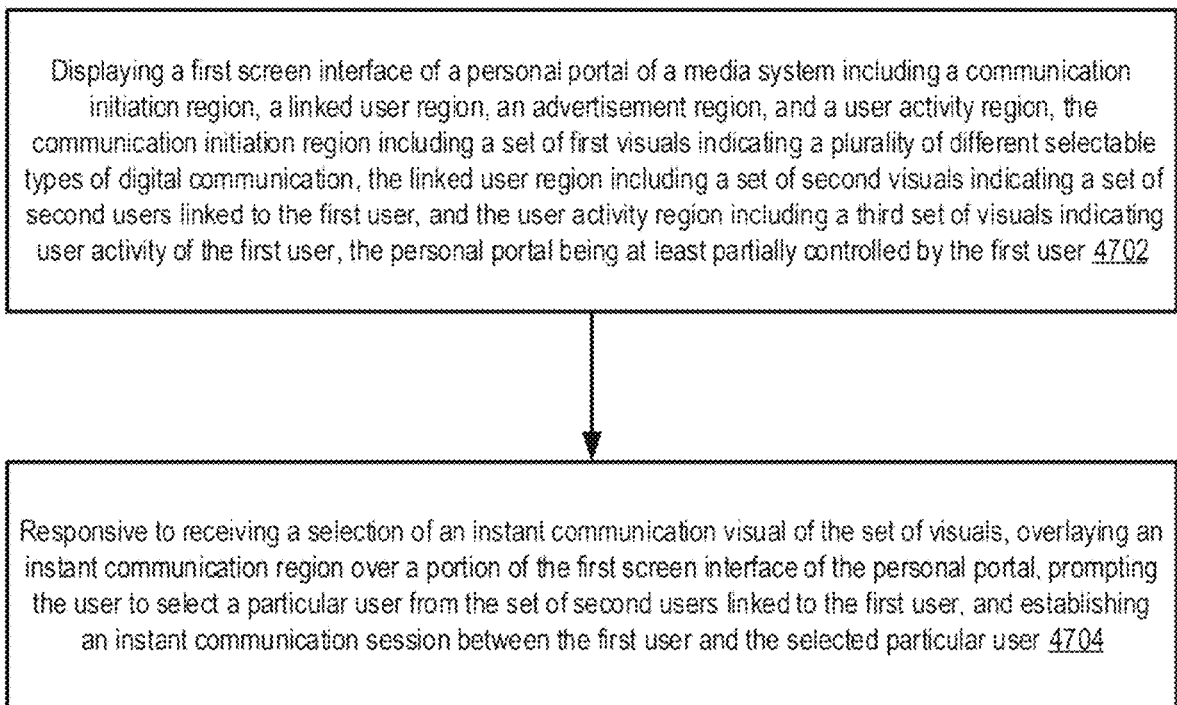 Displaying a first screen interface of a personal portal of a media system including a communication
initiation region, a linked user region, an advertisement region, and a user activity region, the
communication initiation region including a set of first visuals indicating a plurality of different selectable
types of digital communication, the linked user region including a set of second visuals indicating a set of
second users linked to the first user, and the user activity region including a third set of visuals indicating
user activity of the first user, the personal portal being at least partially controlled by the first user 4702
Responsive to receiving a selection of an instant communication visual of the set of visuals, overlaying an
instant communication region over a portion of the first screen interface of the personal portal, prompting
the user to select a particular user from the set of second users linked to the first user, and establishing
an instant communication session between the first user and the selected particular user 4704